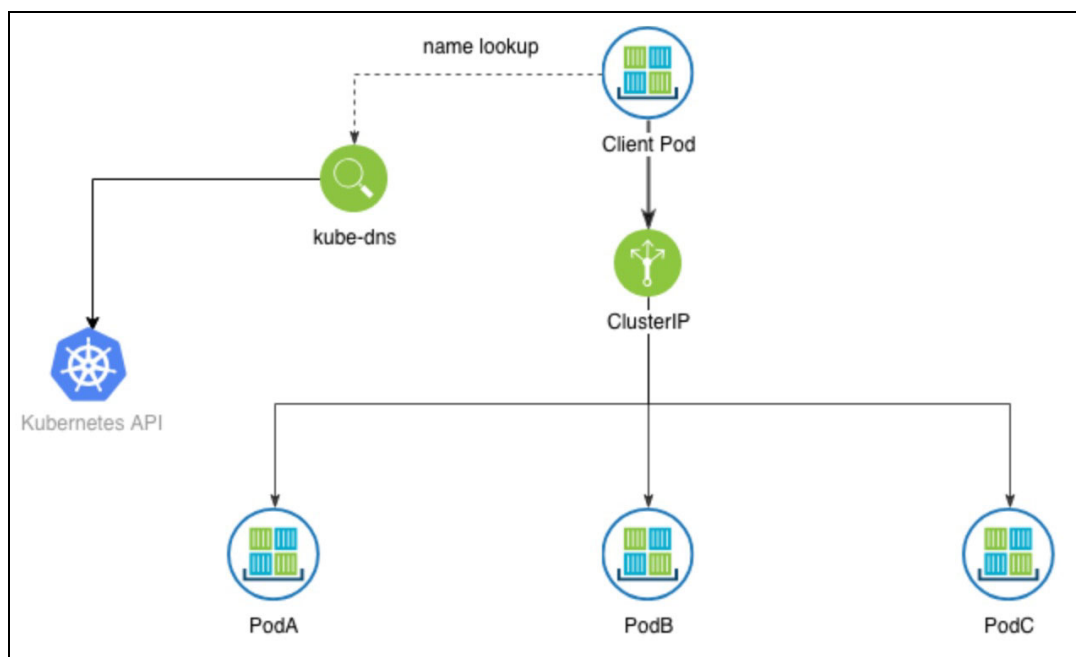 name lookup
Client Pod
kube-dns
ClusterIP
Kubernetes API
PodA
PodB
PodC